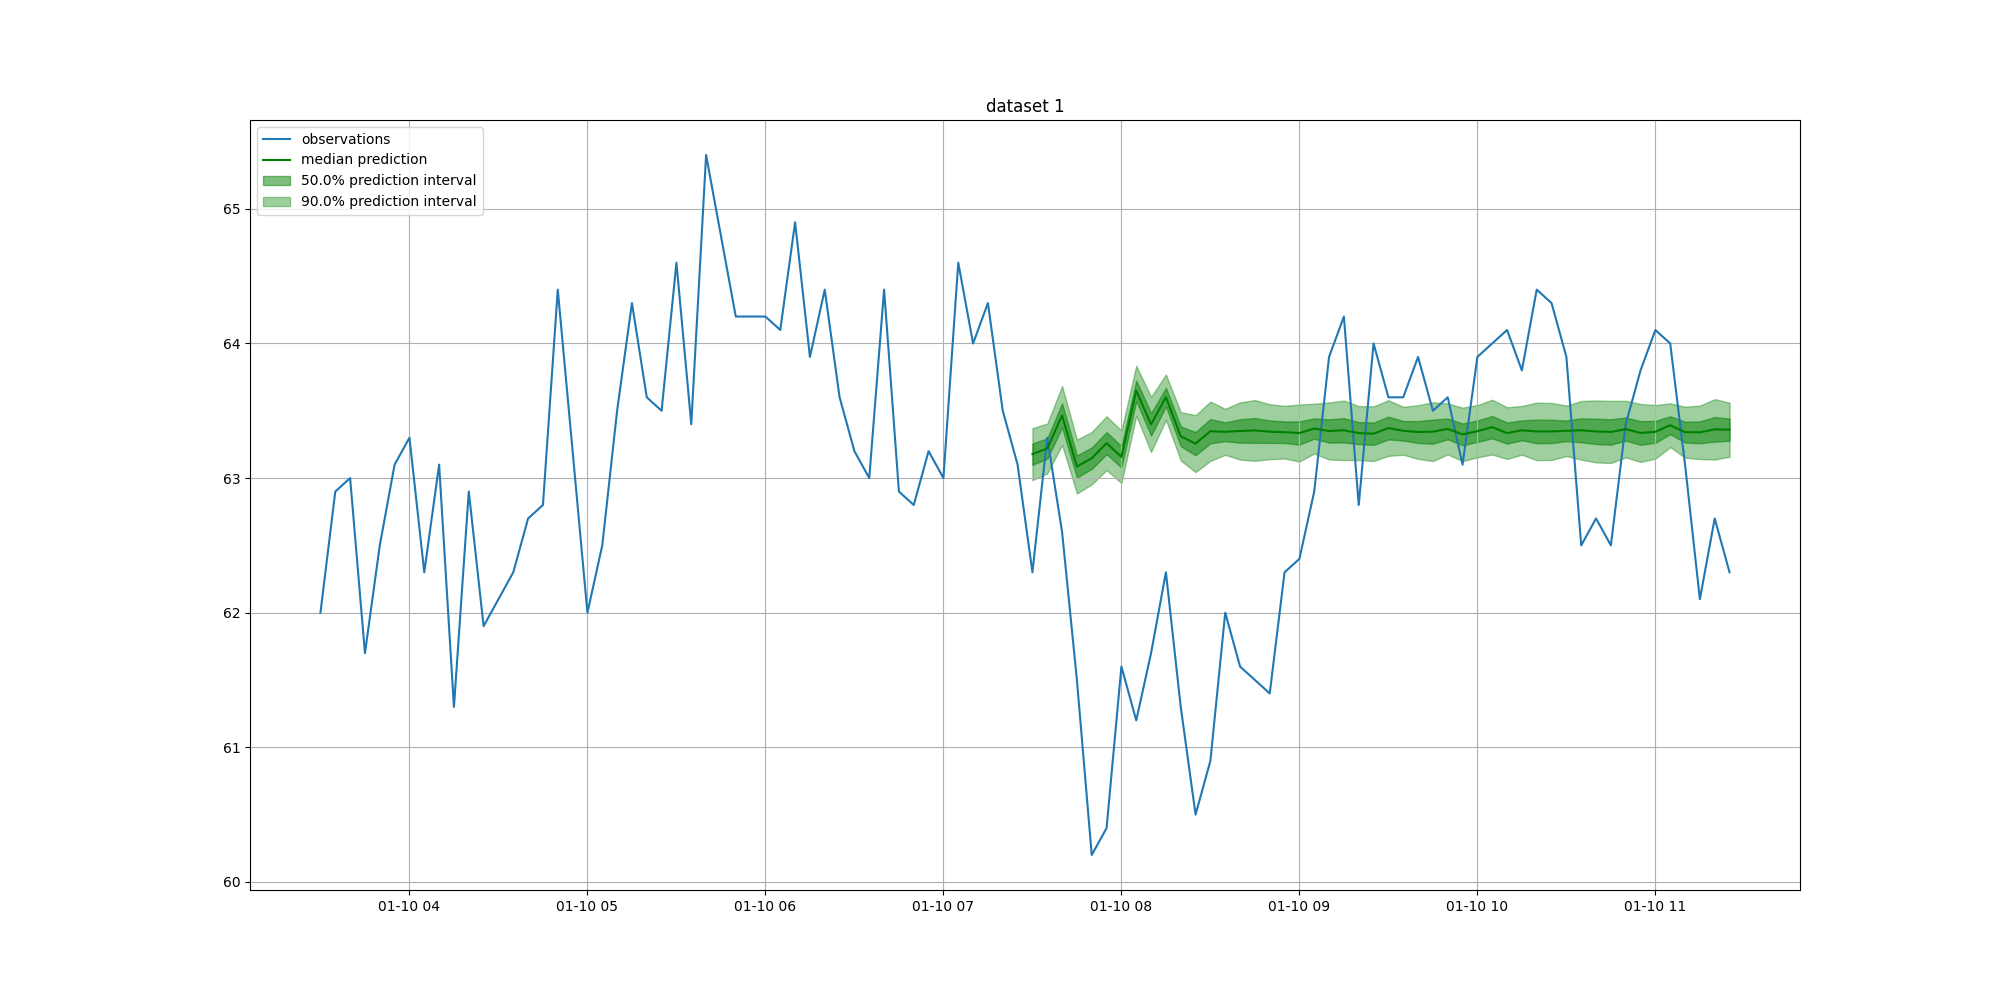 dataset 1
observations
median prediction
50.0% prediction interval
90.0% prediction interval
65
64
63
62
61
60
01-10 04
01-10 05
01-10 06
01-10 07
01-10 08
01-10 09
01-10 10
01-10 11